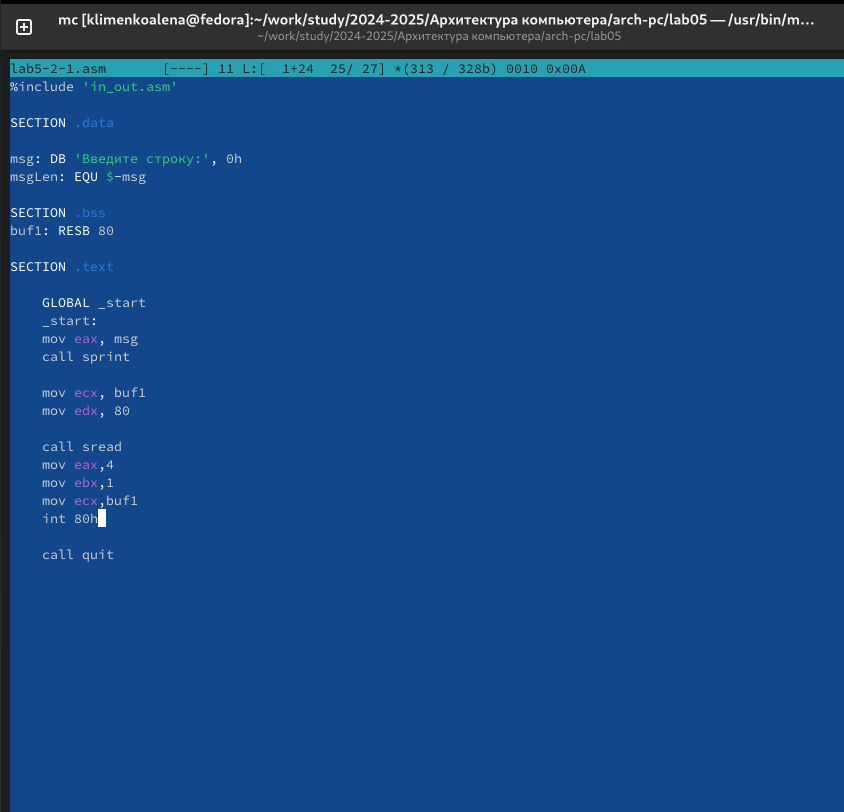 mc [klimenkoalena@fedora]:~/work/study/2024-2025/Архитектура компьютера/arch-pc/lab05 — /usr/bin/m...
~/work/study/2024-2025/Архитектура компьютера/arch-pc/lab05
lab5-2-1.asm [----] 11 L:[ 1+24 25/ 27] *(313 / 328b) 0010 0x00A
%include 'in_out.asm'
SECTION .data
msg: DB 'Введите строку:', 0h
msgLen: EQU $-msg
SECTION .bss
buf1: RESB 80
SECTION .text
GLOBAL _start
_start:
mov eax, msg
call sprint
mov ecx, buf1
mov edx, 80
call sread
mov eax,4
mov ebx,1
mov ecx,buf1
int 80h
call quit